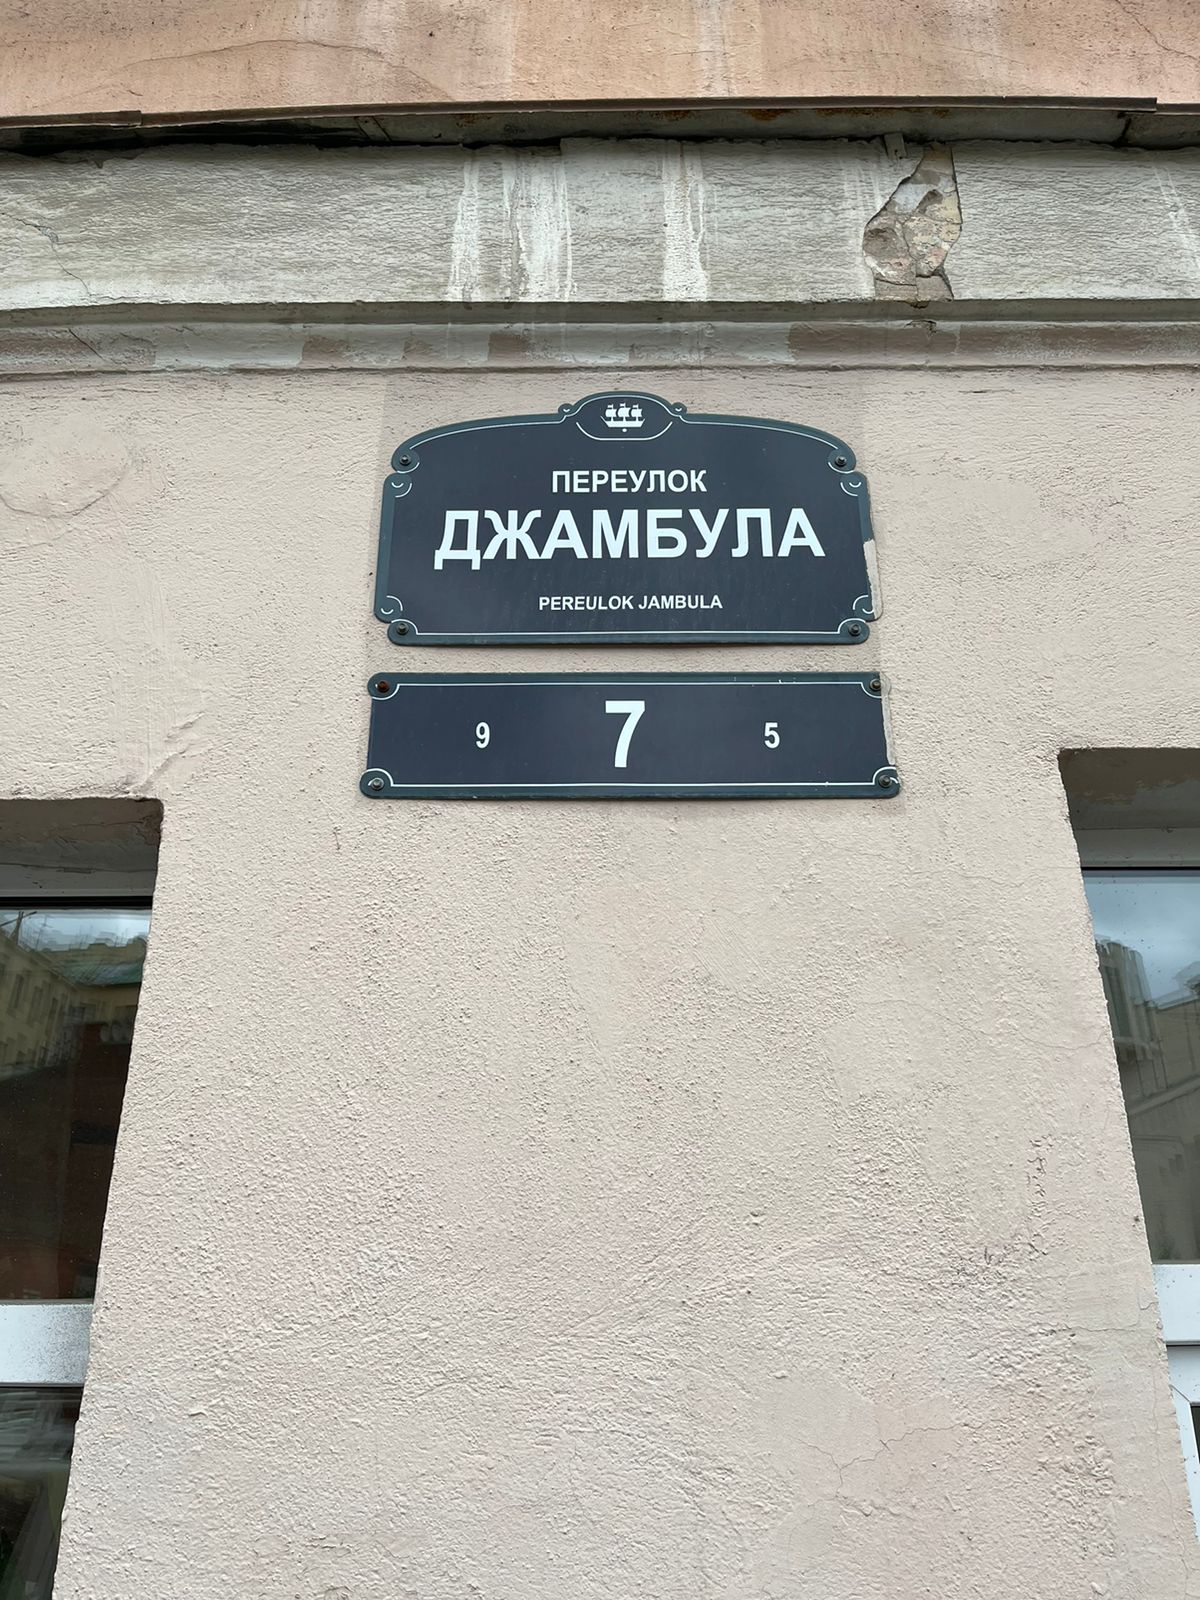 ПЕРЕУЛОК
ДЖАМБУЛА
PEREULOK JAMBULA
9 7 5